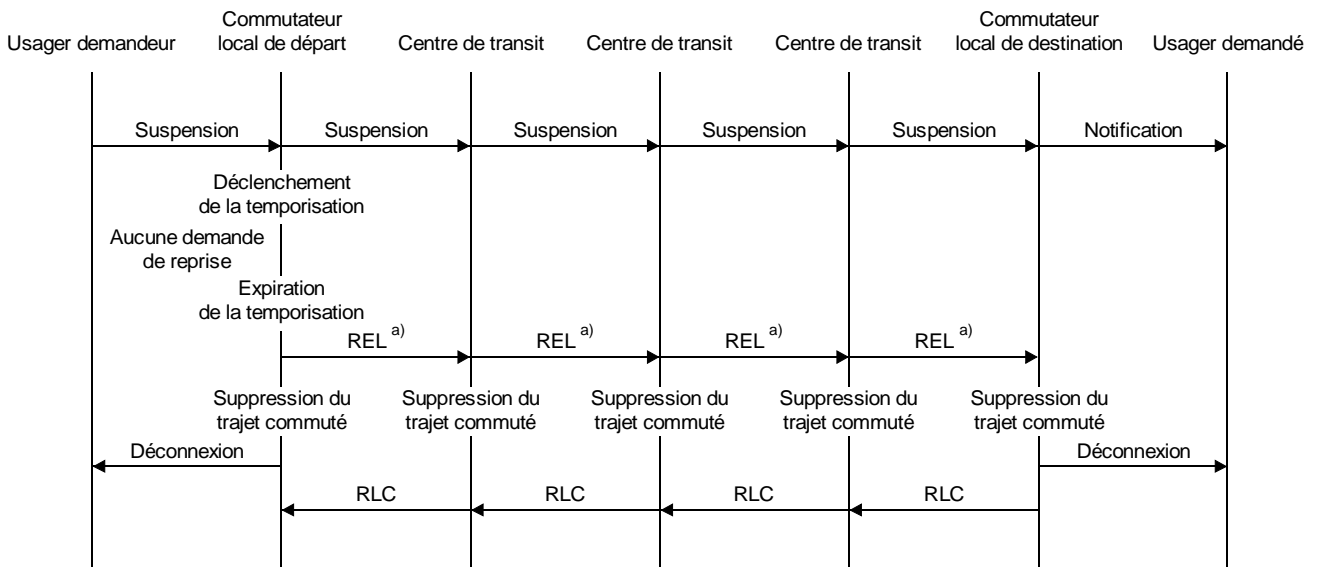 Usager demandeur
Commutateur
local de départ
Centre de transit
Centre de transit
Centre de transit
Commutateur
local de destination
Usager demandé
Suspension
Suspension
Suspension
Suspension
Suspension
Notification
Déclenchement
de la temporisation
Aucune demande
de reprise
Expiration
de la temporisation
REL a)
REL a)
REL a)
REL a)
Suppression du
trajet commuté
Suppression du
trajet commuté
Suppression du
trajet commuté
Suppression du
trajet commuté
Suppression du
trajet commuté
Déconnexion
Déconnexion
RLC
RLC
RLC
RLC